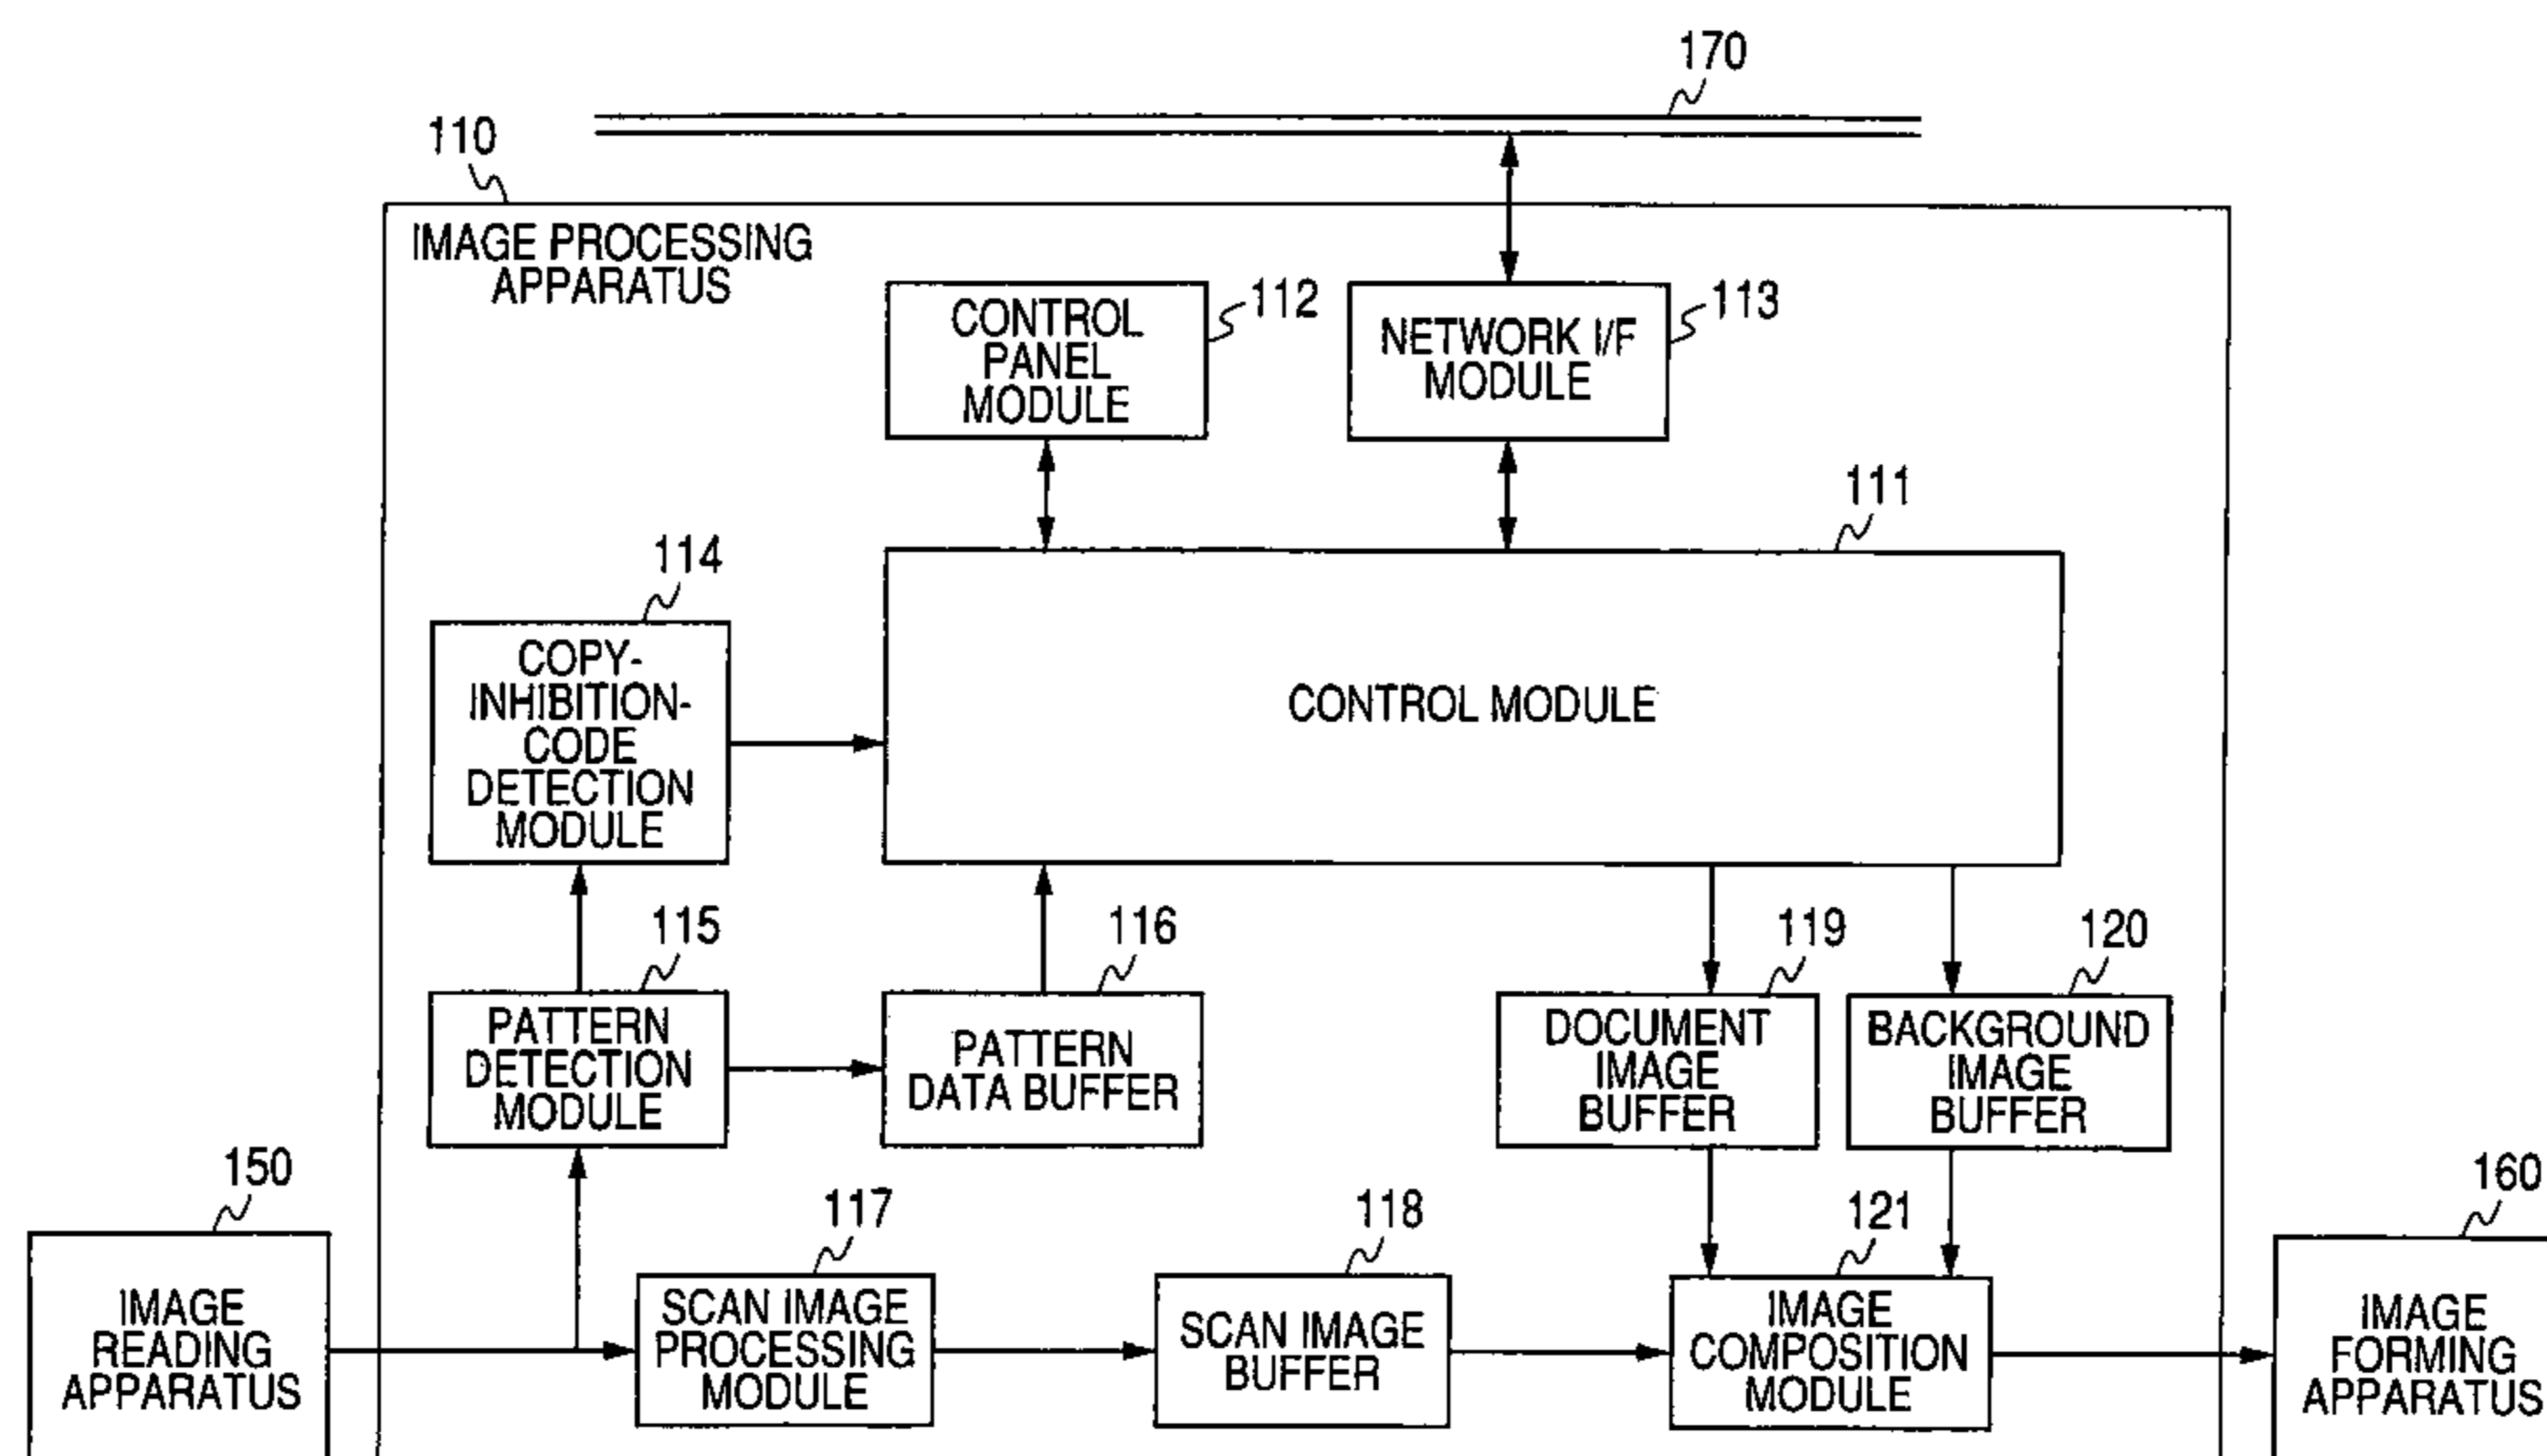 170
110
IMAGE PROCESSING
APPARATUS
112
CONTROL
PANEL
MODULE
113
NETWORK I/F
MODULE
111
CONTROL MODULE
114
COPY-
INHIBITION-
CODE
DETECTION
MODULE
115
PATTERN
DETECTION
MODULE
116
PATTERN
DATA BUFFER
119
DOCUMENT
IMAGE
BUFFER
120
BACKGROUND
IMAGE
BUFFER
150
IMAGE
READING
APPARATUS
117
SCAN IMAGE
PROCESSING
MODULE
118
SCAN IMAGE
BUFFER
121
IMAGE
COMPOSITION
MODULE
160
IMAGE
FORMING
APPARATUS